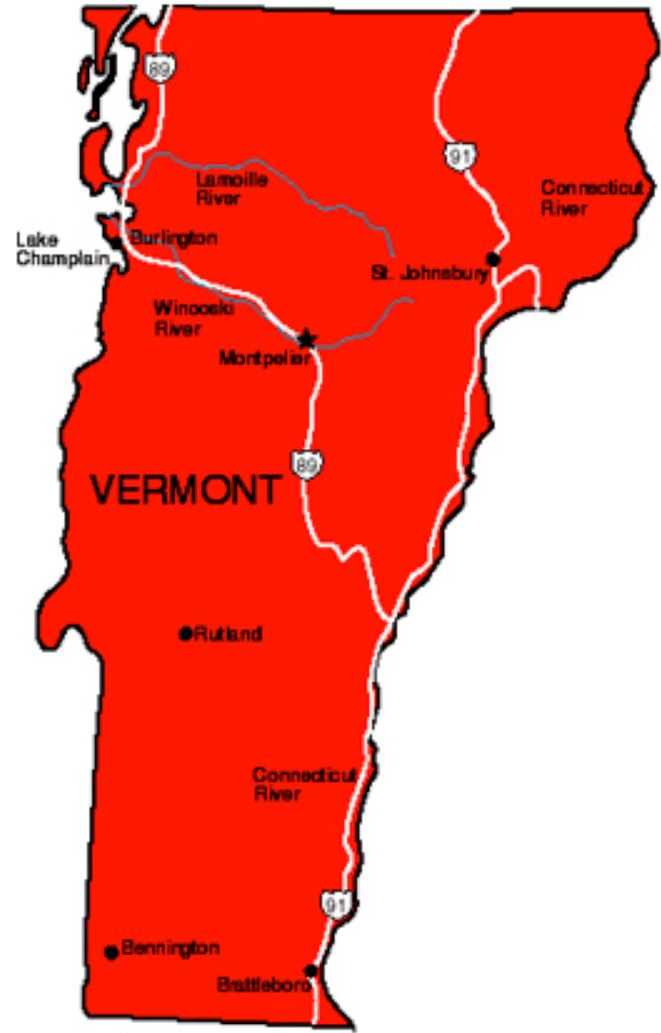 89
91
Lamoille
River
Connecticut
River
Lake
Champlain
Burlington
St. Johnsbury
Winooski
River
Montpelier
89
VERMONT
Rutland
Connecticut
River
91
Bennington
Brattleboro